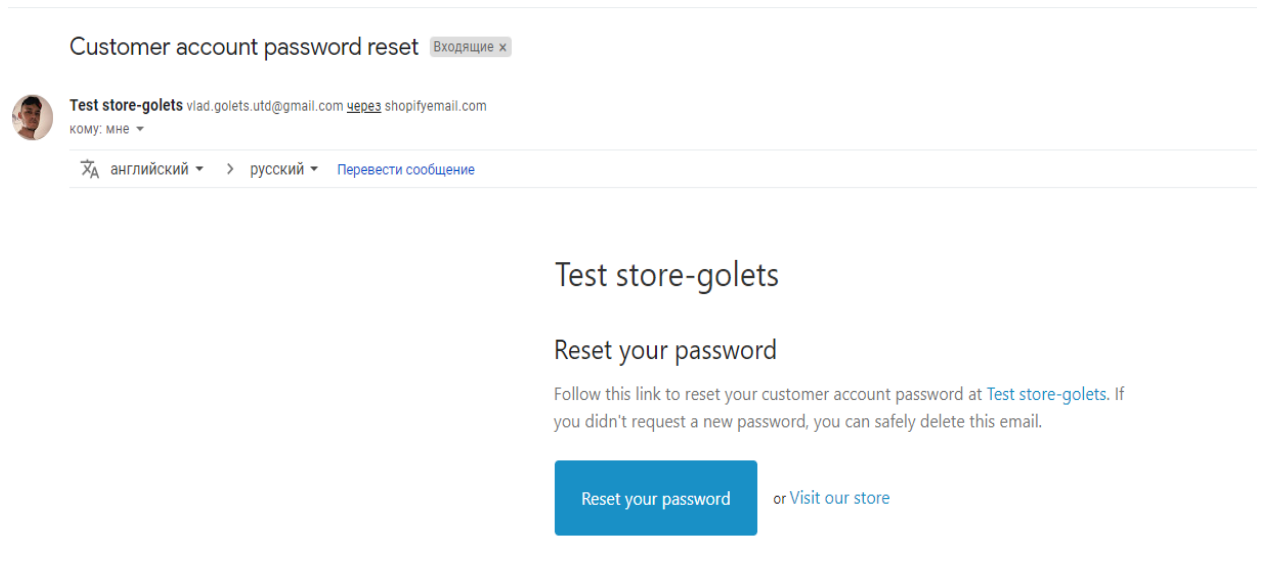 Customer account password reset Входящие x
Test store-golets vlad.golets.utd@gmail.com через shopifyemail.com
кому: мне
английский > русский Перевести сообщение
Test store-golets
Reset your password
Follow this link to reset your customer account password at Test store-golets. If
you didn't request a new password, you can safely delete this email.
Reset your password or Visit our store